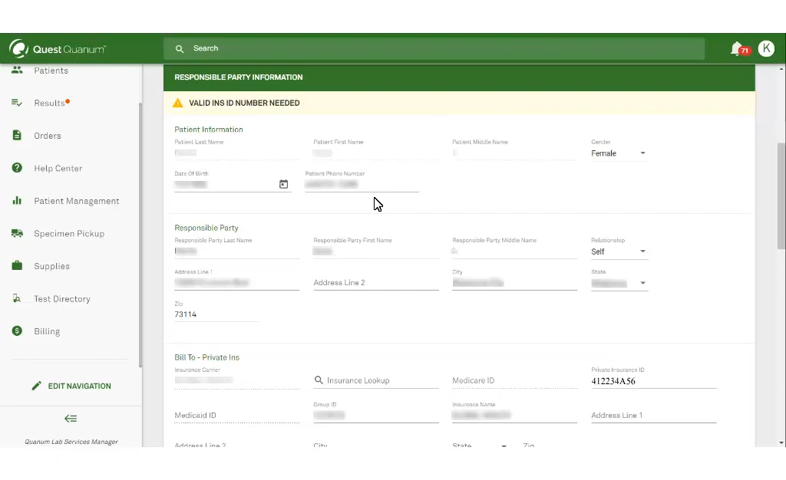 Quest Quanum™
Search
71
K
Patients
Results
Orders
Help Center
Patient Management
Specimen Pickup
Supplies
Test Directory
Billing
EDIT NAVIGATION
Quanum Lab Services Manager
RESPONSIBLE PARTY INFORMATION
VALID INS ID NUMBER NEEDED
Patient Information
Patient Last Name Patient First Name Patient Middle Name Gender
Female
Date Of Birth Patient Phone Number
Responsible Party
Responsible Party Last Name Responsible Party First Name Responsible Party Middle Name Relationship
Self
Address Line 1 Address Line 2 City State
Zip
73114
Bill To - Private Ins
Insurance Carrier Insurance Lookup Medicare ID Private Insurance ID
412234A56
Medicaid ID Group ID Insurance Name Address Line 1
Address Line 2 City State Zip